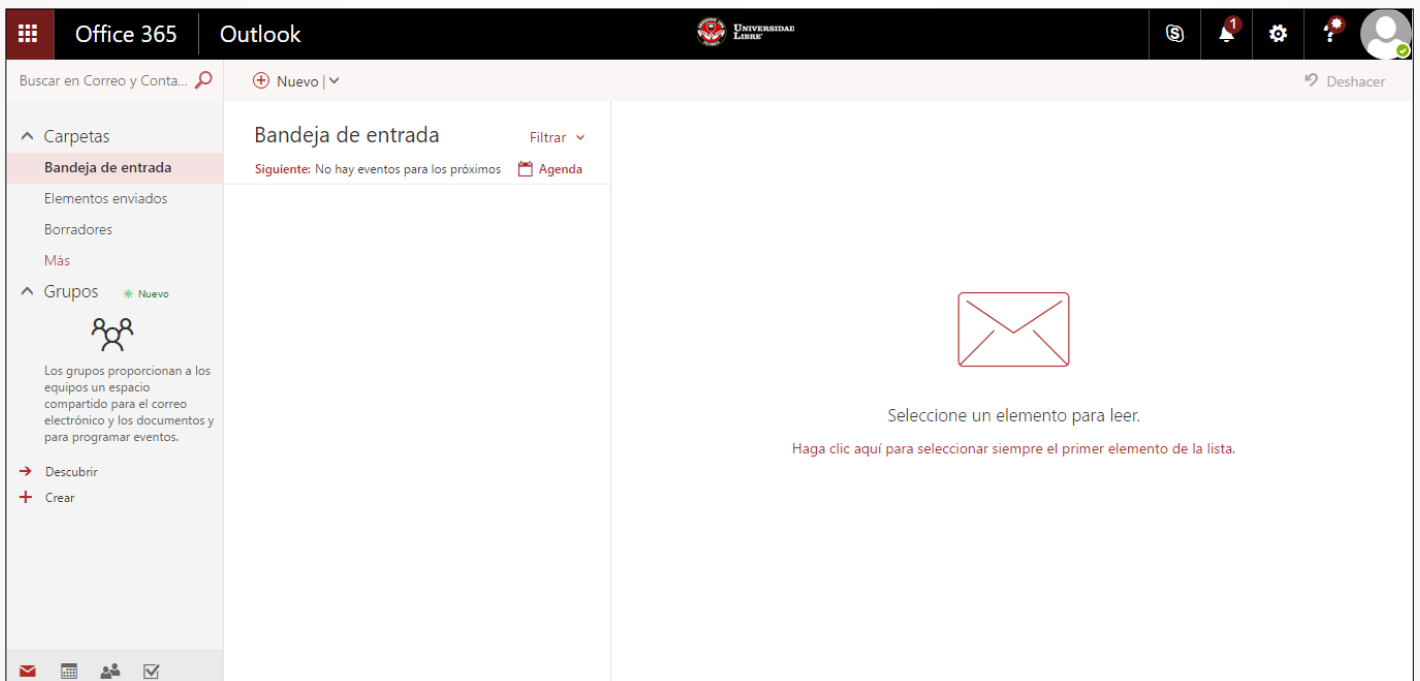 Office 365
Outlook
UNIVERSIDAD
LIBRE
1
?
Buscar en Correo y Conta...
Nuevo
Deshacer
Carpetas
Bandeja de entrada
Elementos enviados
Borradores
Más
Grupos
Nuevo
Los grupos proporcionan a los
equipos un espacio
compartido para el correo
electrónico y los documentos y
para programar eventos.
Descubrir
Crear
Bandeja de entrada
Filtrar
Siguiente: No hay eventos para los próximos
Agenda
Seleccione un elemento para leer.
Haga clic aquí para seleccionar siempre el primer elemento de la lista.